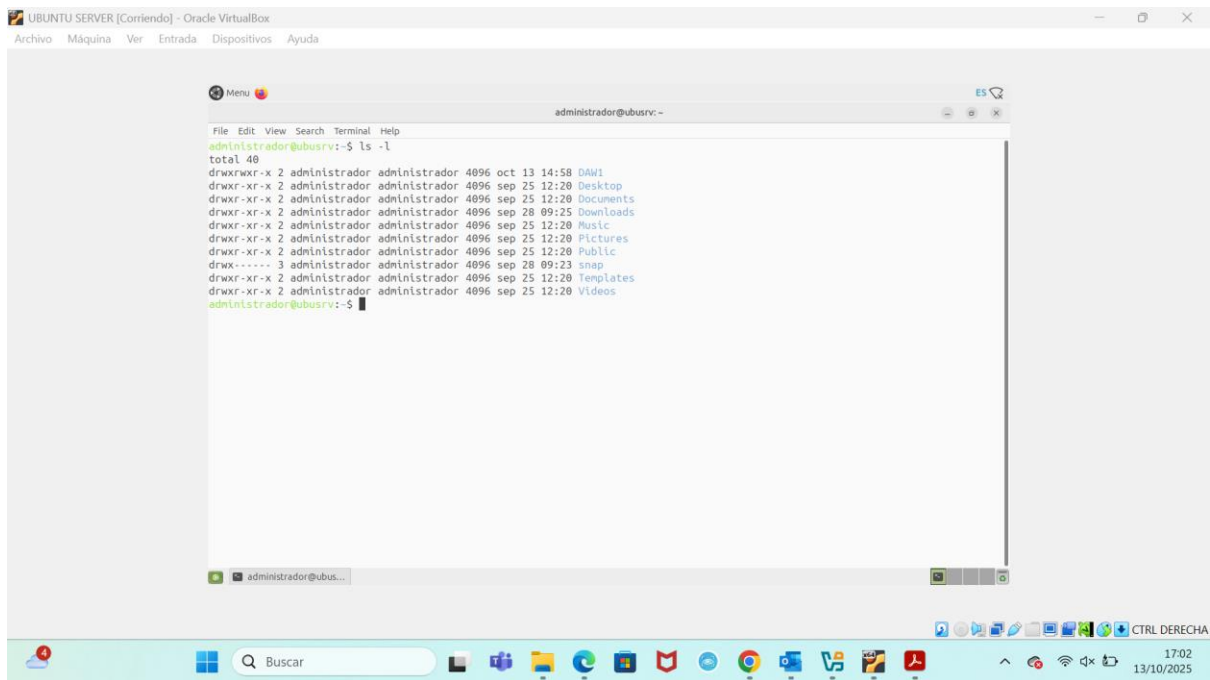 UBUNTU SERVER [Corriendo] - Oracle VirtualBox
Archivo Máquina Ver Entrada Dispositivos Ayuda
Menu ES
administrador@ubusrv: ~
File Edit View Search Terminal Help
administrador@ubusrv:~$ ls -l
total 40
drwxrwxr-x 2 administrador administrador 4096 oct 13 14:58 DAW1
drwxr-xr-x 2 administrador administrador 4096 sep 25 12:20 Desktop
drwxr-xr-x 2 administrador administrador 4096 sep 25 12:20 Documents
drwxr-xr-x 2 administrador administrador 4096 sep 28 09:25 Downloads
drwxr-xr-x 2 administrador administrador 4096 sep 25 12:20 Music
drwxr-xr-x 2 administrador administrador 4096 sep 25 12:20 Pictures
drwxr-xr-x 2 administrador administrador 4096 sep 25 12:20 Public
drwx------ 3 administrador administrador 4096 sep 28 09:23 snap
drwxr-xr-x 2 administrador administrador 4096 sep 25 12:20 Templates
drwxr-xr-x 2 administrador administrador 4096 sep 25 12:20 Videos
administrador@ubusrv:~$
administrador@ubus...
CTRL DERECHA
4
Buscar
17:02
13/10/2025